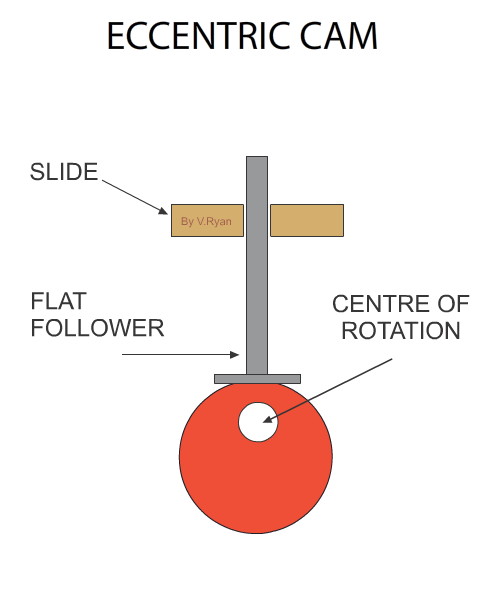 ECCENTRIC CAM
SLIDE
By V.Ryan
FLAT
FOLLOWER
CENTRE OF
ROTATION